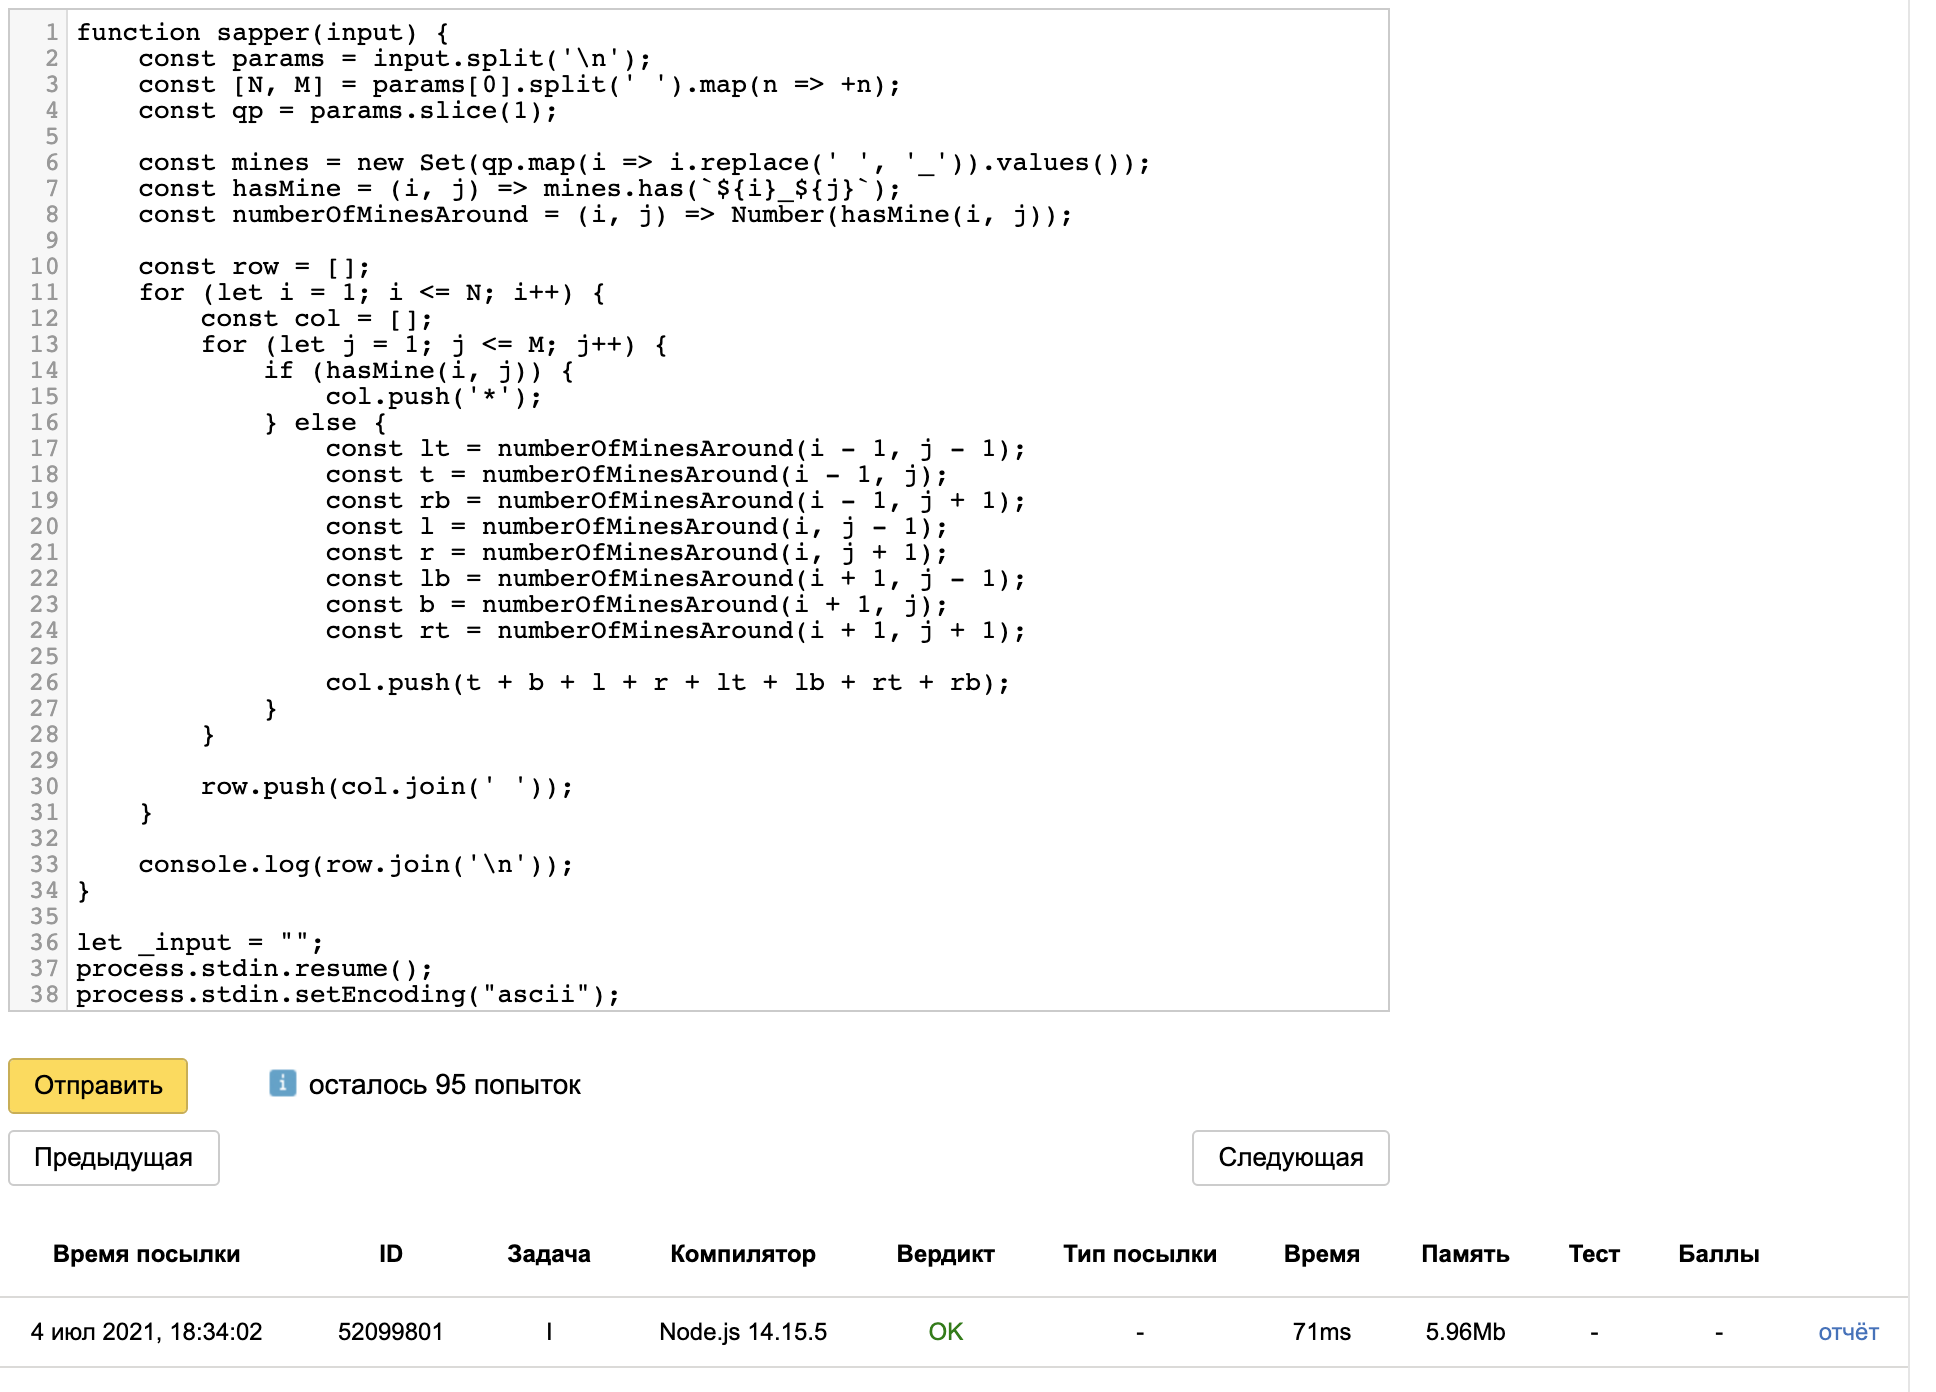 1 function sapper(input) {
2     const params = input.split('\n');
3     const [N, M] = params[0].split(' ').map(n => +n);
4     const qp = params.slice(1);
5
6     const mines = new Set(qp.map(i => i.replace(' ', '_')).values());
7     const hasMine = (i, j) => mines.has(`${i}_${j}`);
8     const numberOfMinesAround = (i, j) => Number(hasMine(i, j));
9
10     const row = [];
11     for (let i = 1; i <= N; i++) {
12         const col = [];
13         for (let j = 1; j <= M; j++) {
14             if (hasMine(i, j)) {
15                 col.push('*');
16             } else {
17                 const lt = numberOfMinesAround(i - 1, j - 1);
18                 const t = numberOfMinesAround(i - 1, j);
19                 const rb = numberOfMinesAround(i - 1, j + 1);
20                 const l = numberOfMinesAround(i, j - 1);
21                 const r = numberOfMinesAround(i, j + 1);
22                 const lb = numberOfMinesAround(i + 1, j - 1);
23                 const b = numberOfMinesAround(i + 1, j);
24                 const rt = numberOfMinesAround(i + 1, j + 1);
25
26                 col.push(t + b + l + r + lt + lb + rt + rb);
27             }
28         }
29
30         row.push(col.join(' '));
31     }
32
33     console.log(row.join('\n'));
34 }
35
36 let _input = "";
37 process.stdin.resume();
38 process.stdin.setEncoding("ascii");
Отправить i осталось 95 попыток
Предыдущая Следующая
Время посылки ID Задача Компилятор Вердикт Тип посылки Время Память Тест Баллы
4 июл 2021, 18:34:02 52099801 I Node.js 14.15.5 OK - 71ms 5.96Mb - - отчёт